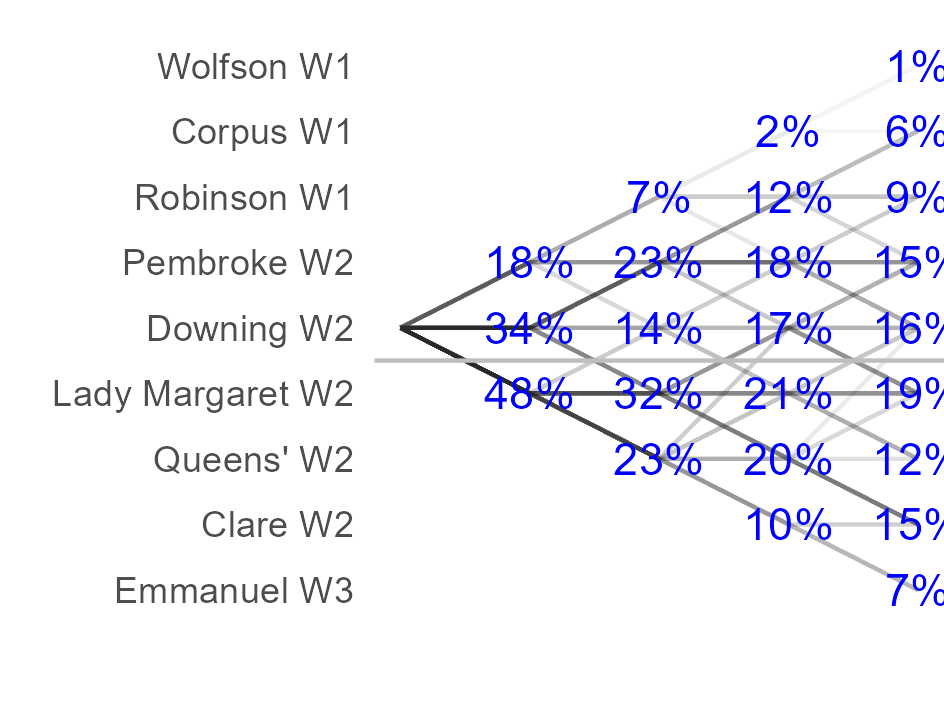 Wolfson W1 1%
Corpus W1 2% 6%
Robinson W1 7% 12% 9%
Pembroke W2 18% 23% 18% 15%
Downing W2 34% 14% 17% 16%
Lady Margaret W2 48% 32% 21% 19%
Queens' W2 23% 20% 12%
Clare W2 10% 15%
Emmanuel W3 7%